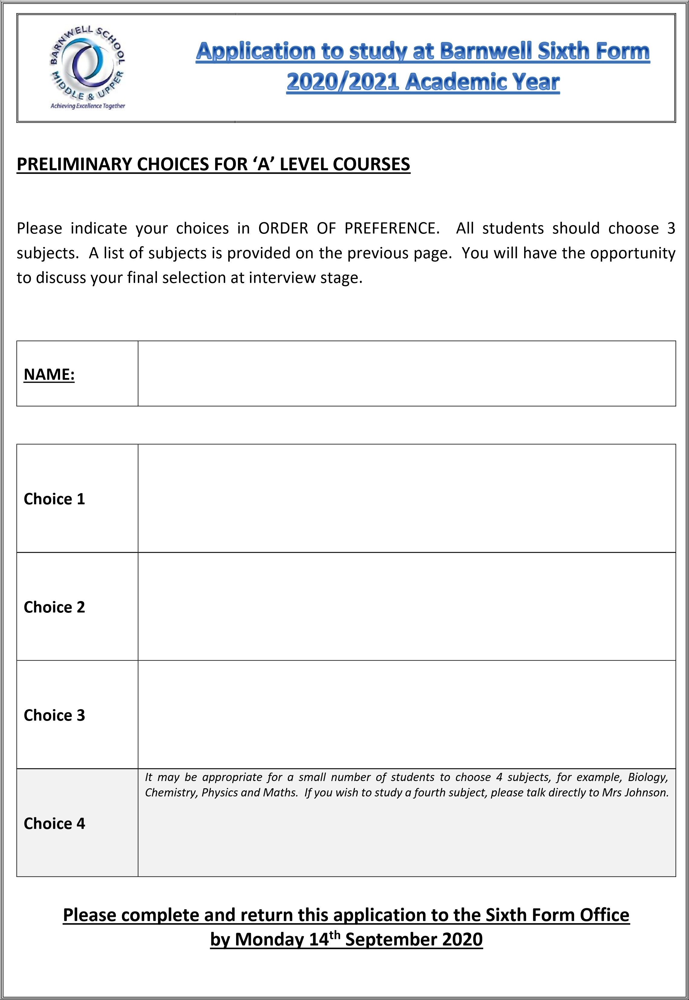 BARNWELL SCHOOL
MIDDLE & UPPER
Achieving Excellence Together
Application to study at Barnwell Sixth Form
2020/2021 Academic Year
PRELIMINARY CHOICES FOR ‘A’ LEVEL COURSES
Please indicate your choices in ORDER OF PREFERENCE. All students should choose 3
subjects. A list of subjects is provided on the previous page. You will have the opportunity
to discuss your final selection at interview stage.
NAME:
Choice 1
Choice 2
Choice 3
It may be appropriate for a small number of students to choose 4 subjects, for example, Biology,
Chemistry, Physics and Maths. If you wish to study a fourth subject, please talk directly to Mrs Johnson.
Choice 4
Please complete and return this application to the Sixth Form Office
by Monday 14th September 2020